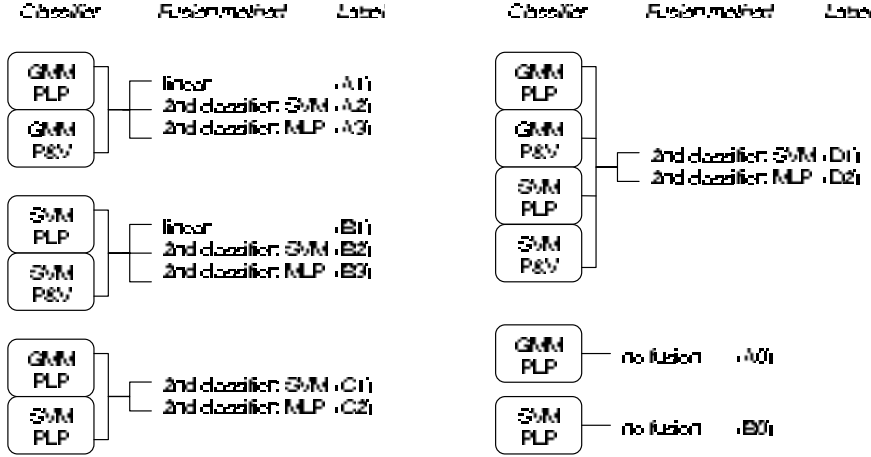 Classifier Fusion method Label
GMM
PLP
GMM
P&V
linear (A1)
2nd classifier: SVM (A2)
2nd classifier: MLP (A3)
SVM
PLP
SVM
P&V
linear (B1)
2nd classifier: SVM (B2)
2nd classifier: MLP (B3)
GMM
PLP
SVM
PLP
2nd classifier: SVM (C1)
2nd classifier: MLP (C2)
Classifier Fusion method Label
GMM
PLP
GMM
P&V
SVM
PLP
SVM
P&V
2nd classifier: SVM (D1)
2nd classifier: MLP (D2)
GMM
PLP
no fusion (A0)
SVM
PLP
no fusion (B0)